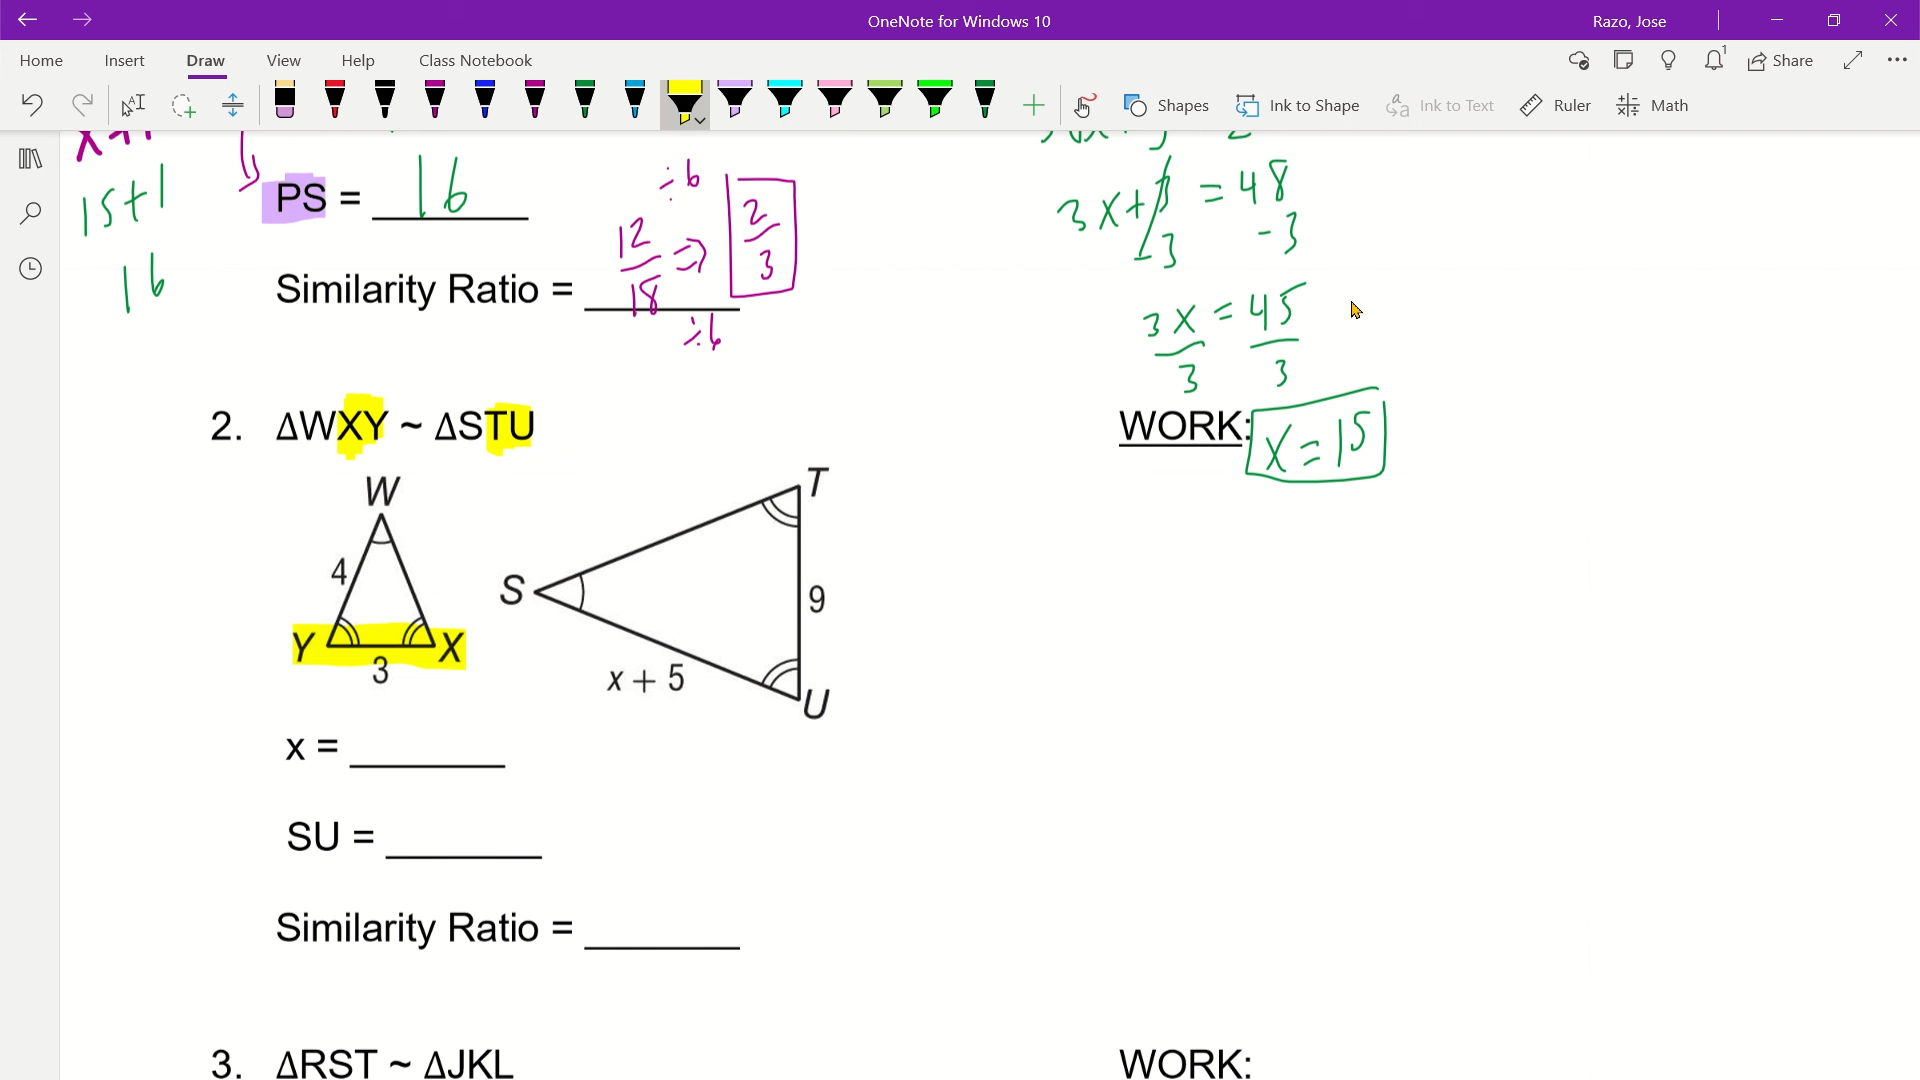 OneNote for Windows 10
Razo, Jose
Home Insert Draw View Help Class Notebook
1
Share
Shapes Ink to Shape Ink to Text Ruler Math
x+1
15+1
16
PS = 16
÷6
12/18 ⇒ 2/3
÷6
Similarity Ratio =
3x+3 = 48
-3 -3
3x = 45
3 3
2. ΔWXY ~ ΔSTU
WORK:
x = 15
W
4
Y
X
3
S
T
9
x + 5
U
x =
SU =
Similarity Ratio =
3. ΔRST ~ ΔJKL
WORK: